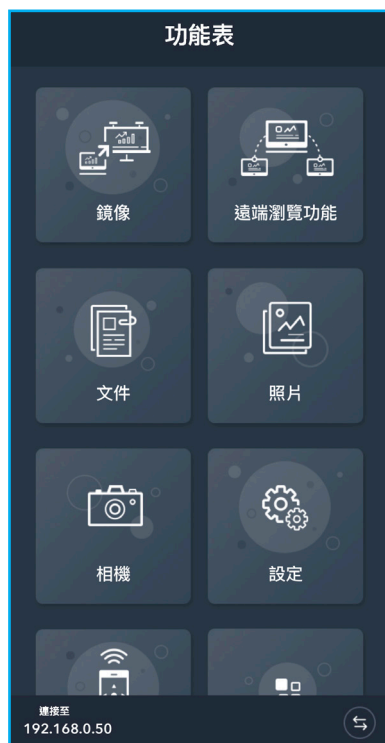 功能表
鏡像
遠端瀏覽功能
文件
照片
相機
設定
連接至
192.168.0.50